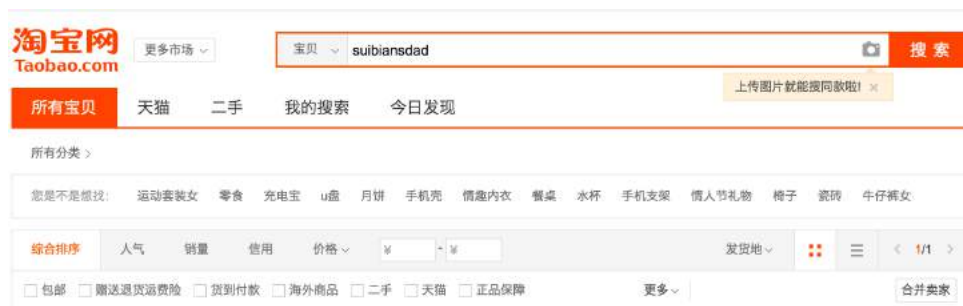 淘宝网
Taobao.com
更多市场
宝贝 suibiansdad
搜索
上传图片就能搜同款啦! ×
所有宝贝 天猫 二手 我的搜索 今日发现
所有分类 >
您是不是想找: 运动套装女 零食 充电宝 u盘 月饼 手机壳 情趣内衣 餐桌 水杯 手机支架 情人节礼物 椅子 瓷砖 牛仔裤女
综合排序 人气 销量 信用 价格 ¥ - ¥ 发货地 < 1/1 >
包邮 赠送退货运费险 货到付款 海外商品 二手 天猫 正品保障 更多 合并卖家